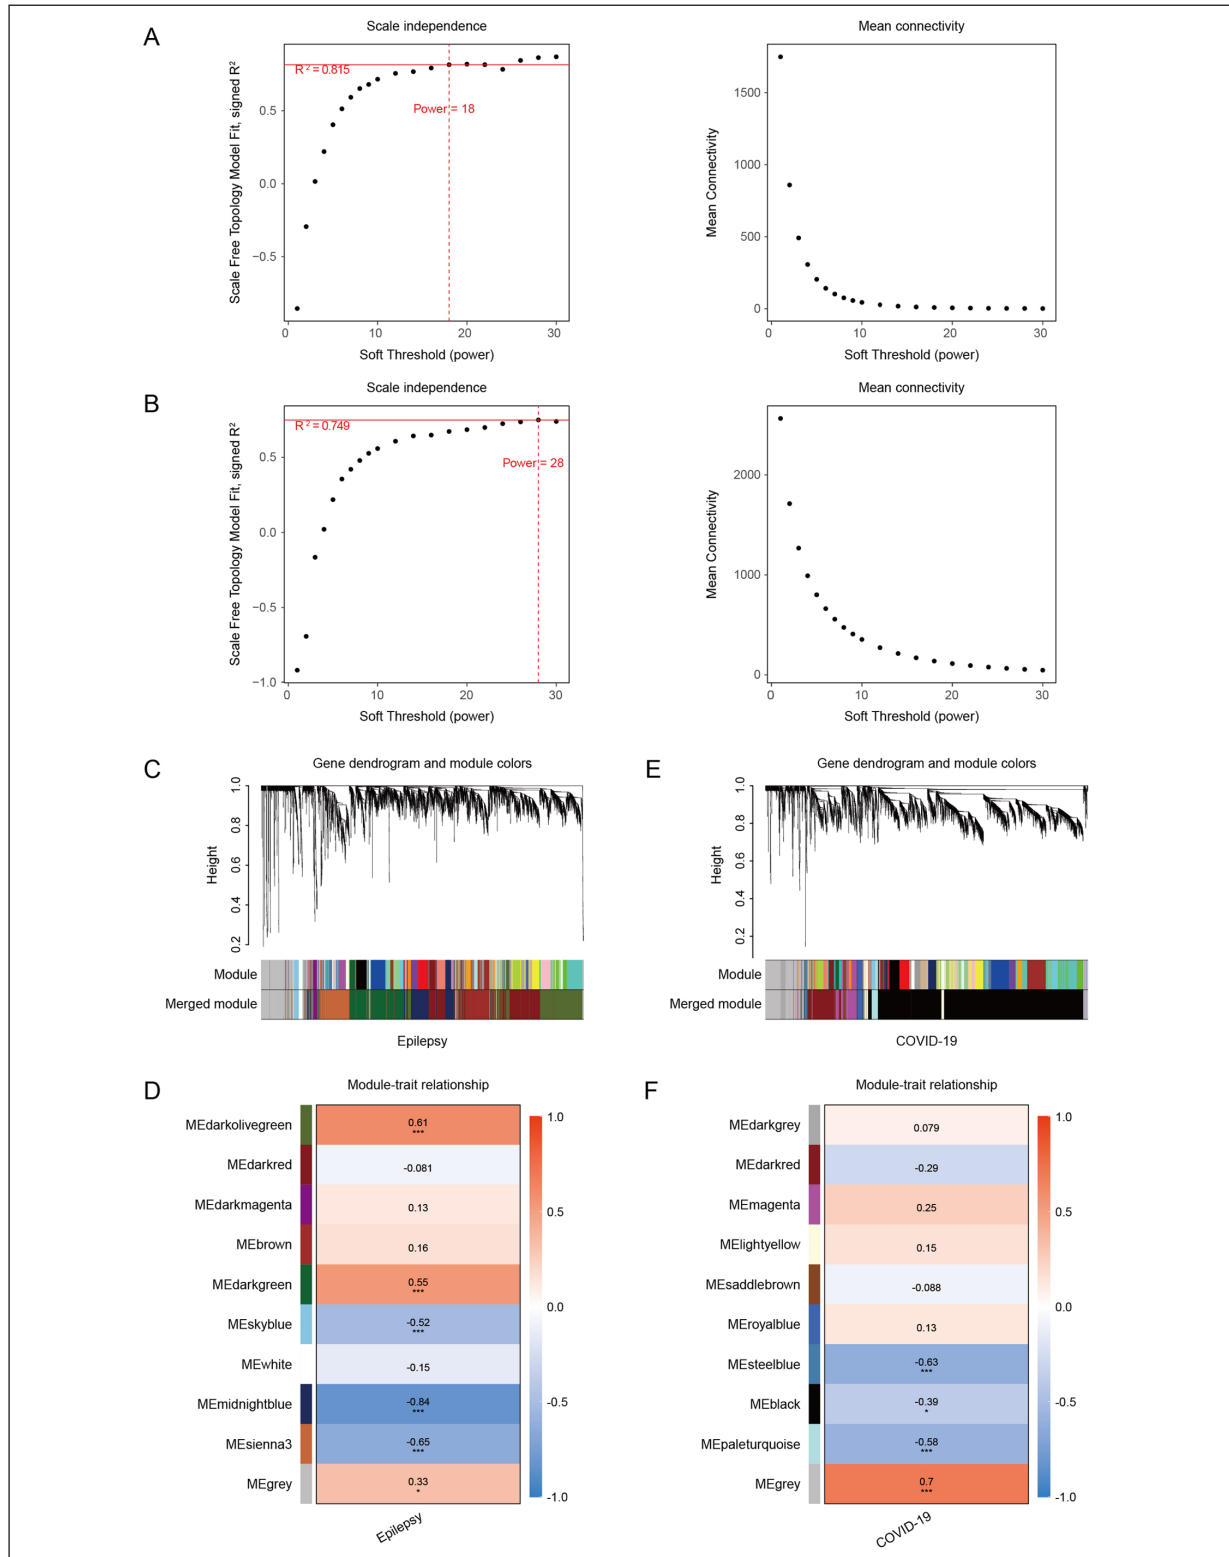 A
Scale independence
Mean connectivity
Scale Free Topology Model Fit, signed R²
0.5
0.0
−0.5
R² = 0.815
Power = 18
0
10
20
30
Soft Threshold (power)
Mean Connectivity
1500
1000
500
0
0
10
20
30
Soft Threshold (power)
B
Scale independence
Mean connectivity
Scale Free Topology Model Fit, signed R²
0.5
0.0
−0.5
−1.0
R² = 0.749
Power = 28
0
10
20
30
Soft Threshold (power)
Mean Connectivity
2000
1000
0
0
10
20
30
Soft Threshold (power)
C
Gene dendrogram and module colors
Height
1.0
0.8
0.6
0.4
0.2
Module
Merged module
Epilepsy
E
Gene dendrogram and module colors
Height
1.0
0.8
0.6
0.4
0.2
Module
Merged module
COVID-19
D
Module-trait relationship
MEdarkolivegreen
0.61
***
MEdarkred
-0.081
MEdarkmagenta
0.13
MEbrown
0.16
MEdarkgreen
0.55
***
MEskyblue
-0.52
***
MEwhite
-0.15
MEmidnightblue
-0.84
***
MEsienna3
-0.65
***
MEgrey
0.33
*
Epilepsy
1.0
0.5
0.0
-0.5
-1.0
F
Module-trait relationship
MEdarkgrey
0.079
MEdarkred
-0.29
MEmagenta
0.25
MElightyellow
0.15
MEsaddlebrown
-0.088
MEroyalblue
0.13
MEsteelblue
-0.63
***
MEblack
-0.39
*
MEpaleturquoise
-0.58
***
MEgrey
0.7
***
COVID-19
1.0
0.5
0.0
-0.5
-1.0